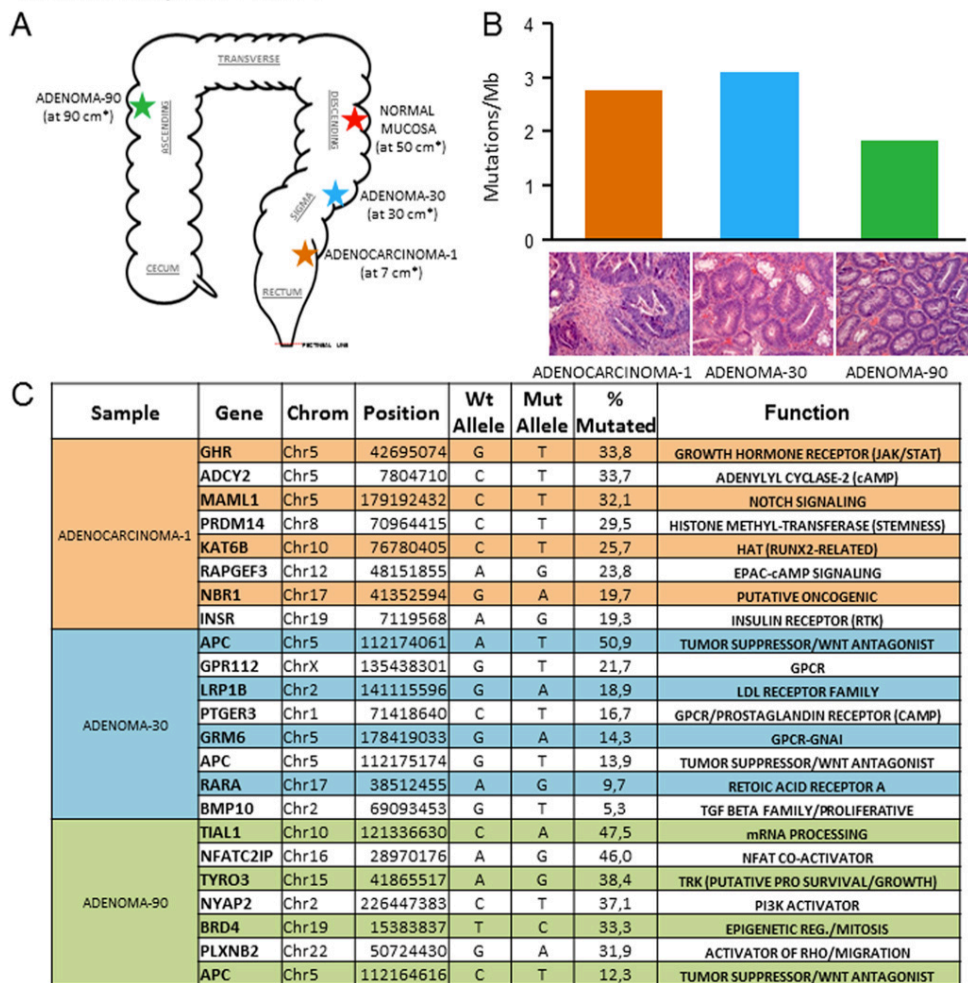 A
TRANSVERSE
ADENOMA-90
(at 90 cm*)
ASCENDING
DESCENDING
NORMAL
MUCOSA
(at 50 cm*)
ADENOMA-30
(at 30 cm*)
SIGMA
ADENOCARCINOMA-1
(at 7 cm*)
CECUM
RECTUM
PECTINEAL LINE
B
Mutations/Mb
4
3
2
1
0
ADENOCARCINOMA-1 ADENOMA-30 ADENOMA-90
C
Sample Gene Chrom Position Wt Allele Mut Allele % Mutated Function
ADENOCARCINOMA-1
GHR Chr5 42695074 G T 33,8 GROWTH HORMONE RECEPTOR (JAK/STAT)
ADCY2 Chr5 7804710 C T 33,7 ADENYLYL CYCLASE-2 (cAMP)
MAML1 Chr5 179192432 C T 32,1 NOTCH SIGNALING
PRDM14 Chr8 70964415 C T 29,5 HISTONE METHYL-TRANSFERASE (STEMNESS)
KAT6B Chr10 76780405 C T 25,7 HAT (RUNX2-RELATED)
RAPGEF3 Chr12 48151855 A G 23,8 EPAC-cAMP SIGNALING
NBR1 Chr17 41352594 G A 19,7 PUTATIVE ONCOGENIC
INSR Chr19 7119568 A G 19,3 INSULIN RECEPTOR (RTK)
ADENOMA-30
APC Chr5 112174061 A T 50,9 TUMOR SUPPRESSOR/WNT ANTAGONIST
GPR112 ChrX 135438301 G T 21,7 GPCR
LRP1B Chr2 141115596 G A 18,9 LDL RECEPTOR FAMILY
PTGER3 Chr1 71418640 C T 16,7 GPCR/PROSTAGLANDIN RECEPTOR (CAMP)
GRM6 Chr5 178419033 G A 14,3 GPCR-GNAI
APC Chr5 112175174 G T 13,9 TUMOR SUPPRESSOR/WNT ANTAGONIST
RARA Chr17 38512455 A G 9,7 RETOIC ACID RECEPTOR A
BMP10 Chr2 69093453 G T 5,3 TGF BETA FAMILY/PROLIFERATIVE
ADENOMA-90
TIAL1 Chr10 121336630 C A 47,5 mRNA PROCESSING
NFATC2IP Chr16 28970176 A G 46,0 NFAT CO-ACTIVATOR
TYRO3 Chr15 41865517 A G 38,4 TRK (PUTATIVE PRO SURVIVAL/GROWTH)
NYAP2 Chr2 226447383 C T 37,1 PI3K ACTIVATOR
BRD4 Chr19 15383837 T C 33,3 EPIGENETIC REG./MITOSIS
PLXNB2 Chr22 50724430 G A 31,9 ACTIVATOR OF RHO/MIGRATION
APC Chr5 112164616 C T 12,3 TUMOR SUPPRESSOR/WNT ANTAGONIST